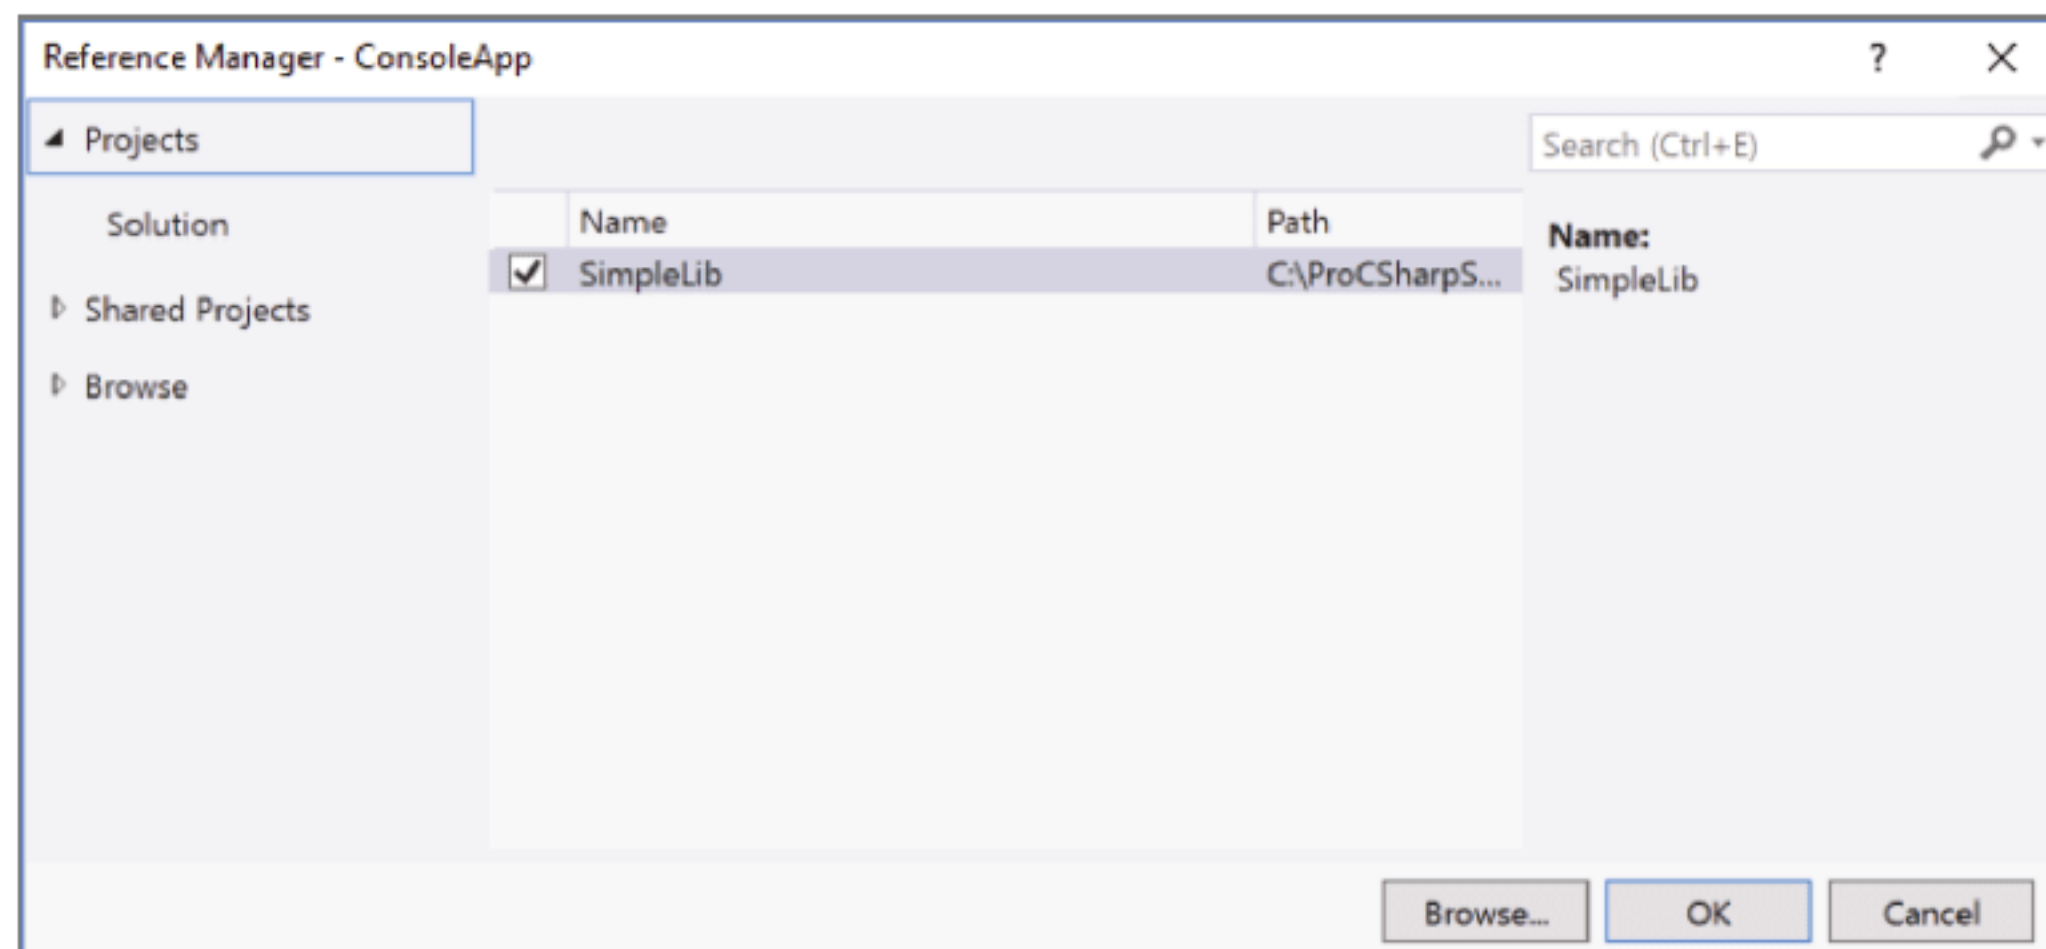 Reference Manager - ConsoleApp
?
Projects
Search (Ctrl+E)
Solution
Shared Projects
Browse
Name Path
SimpleLib C:\ProCSharpS...
Name:
SimpleLib
Browse... OK Cancel